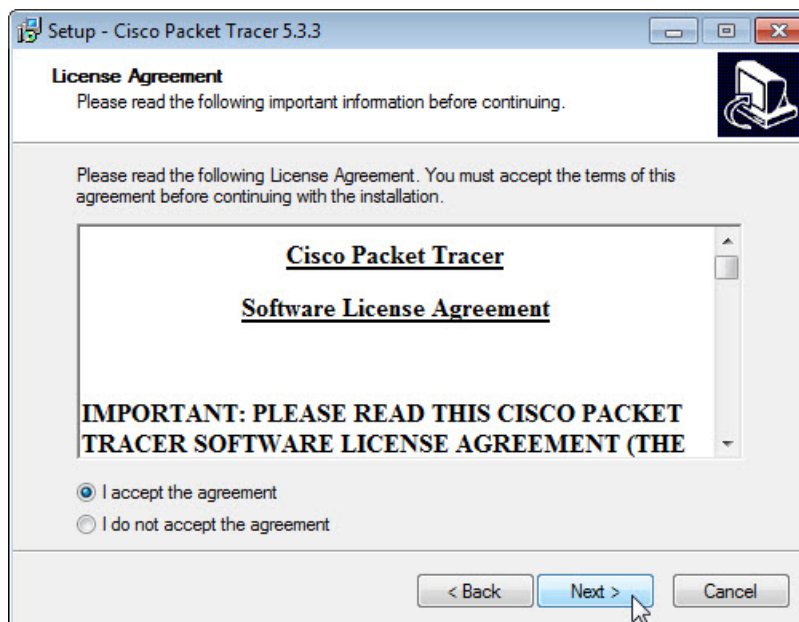 Setup - Cisco Packet Tracer 5.3.3
License Agreement
Please read the following important information before continuing.
Please read the following License Agreement. You must accept the terms of this
agreement before continuing with the installation.
Cisco Packet Tracer
Software License Agreement
IMPORTANT: PLEASE READ THIS CISCO PACKET
TRACER SOFTWARE LICENSE AGREEMENT (THE
I accept the agreement
I do not accept the agreement
< Back Next > Cancel